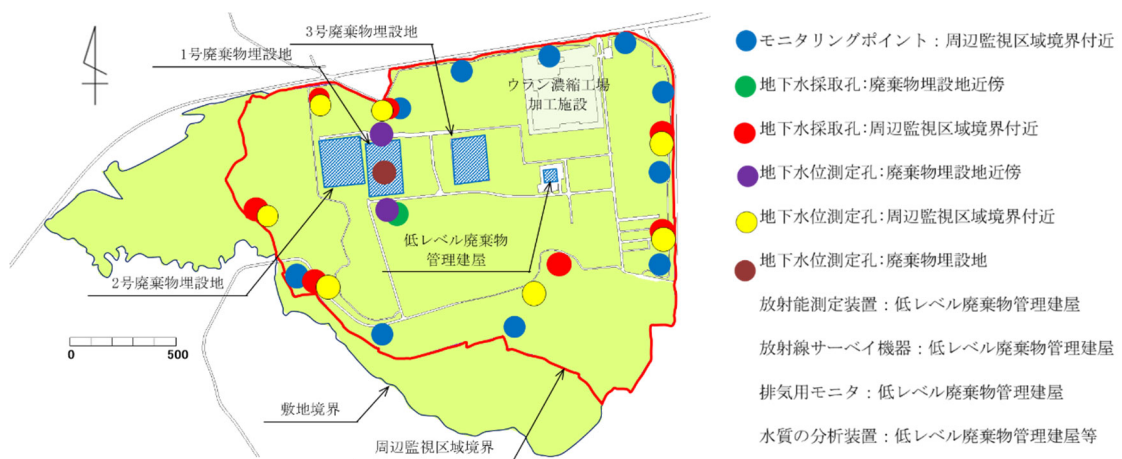 3号廃棄物埋設地
1号廃棄物埋設地
ウラン濃縮工場
加工施設
低レベル廃棄物
管理建屋
2号廃棄物埋設地
0 500
敷地境界
周辺監視区域境界
モニタリングポイント：周辺監視区域境界付近
地下水採取孔：廃棄物埋設地近傍
地下水採取孔：周辺監視区域境界付近
地下水位測定孔：廃棄物埋設地近傍
地下水位測定孔：周辺監視区域境界付近
地下水位測定孔：廃棄物埋設地
放射能測定装置：低レベル廃棄物管理建屋
放射線サーベイ機器：低レベル廃棄物管理建屋
排気用モニタ：低レベル廃棄物管理建屋
水質の分析装置：低レベル廃棄物管理建屋等